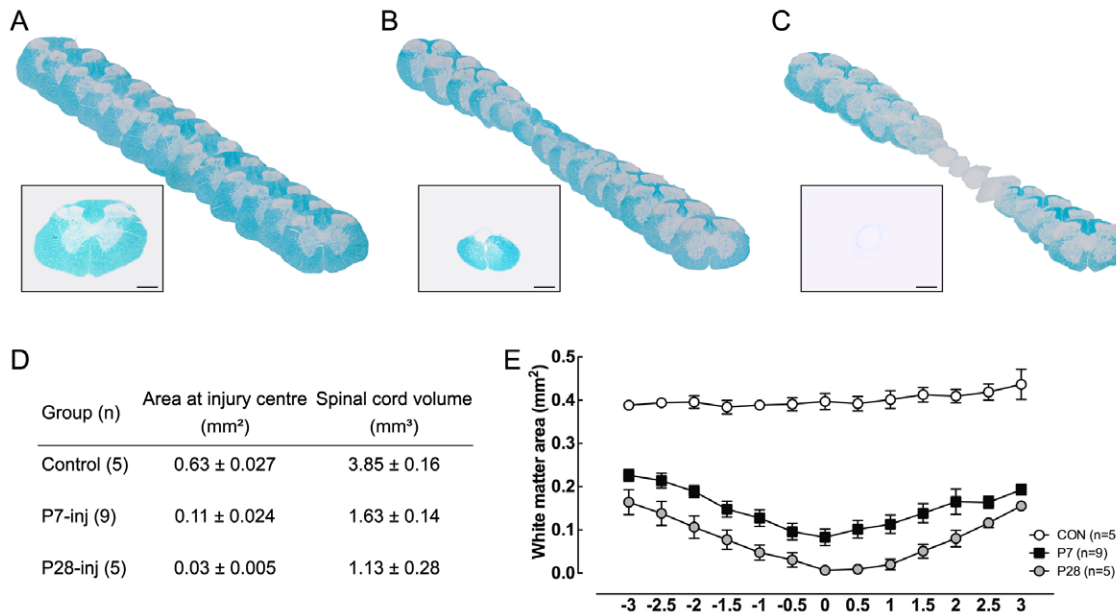 A
B
C
D
Group (n) Area at injury centre (mm²) Spinal cord volume (mm³)
Control (5) 0.63 ± 0.027 3.85 ± 0.16
P7-inj (9) 0.11 ± 0.024 1.63 ± 0.14
P28-inj (5) 0.03 ± 0.005 1.13 ± 0.28
E
White matter area (mm²)
0.5
0.4
0.3
0.2
0.1
0.0
-3 -2.5 -2 -1.5 -1 -0.5 0 0.5 1 1.5 2 2.5 3
CON (n=5
P7 (n=9)
P28 (n=5)